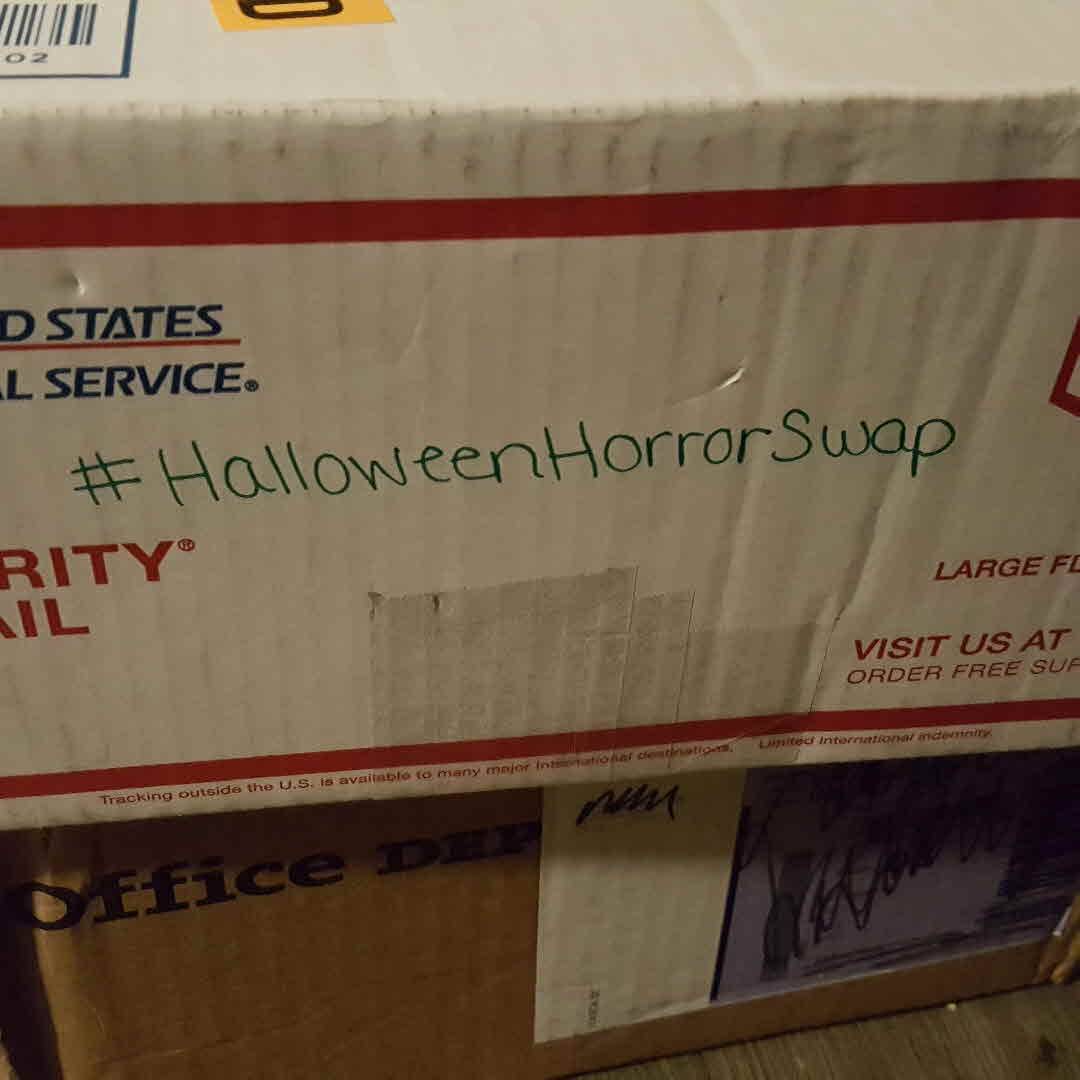 02
D STATES
L SERVICE®
#HalloweenHorrorSwap
RITY®
AIL
LARGE FL
VISIT US AT
ORDER FREE SUP
Tracking outside the U.S. is available to many major international destinations. Limited International indemnity.
Office DEP